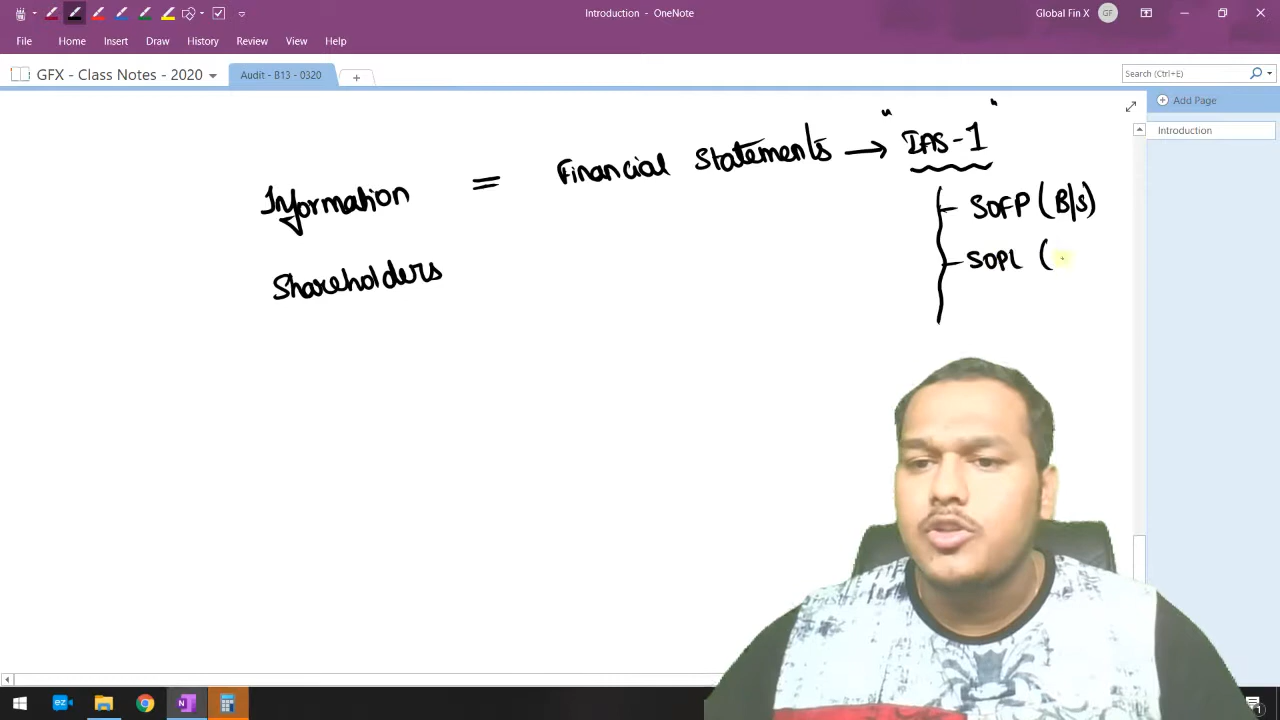 Introduction - OneNote
Global Fin X
GF
File Home Insert Draw History Review View Help
GFX - Class Notes - 2020
Audit - B13 - 0320
Search (Ctrl+E)
Add Page
Introduction
Information = Financial Statements → "IAS-1"
SOFP (B/S)
Shareholders
SOPL (